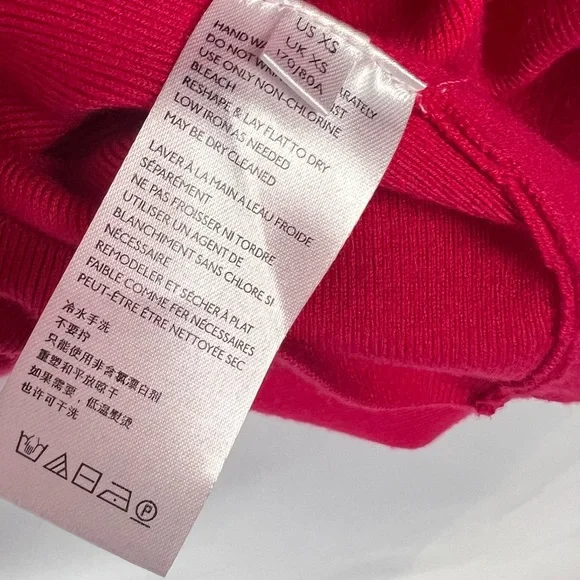 US XS
UK XS
170/80A
HAND
DO NOT
USE ONLY NON-CHLORINE
BLEACH
RESHAPE & LAY FLAT TO DRY
LOW IRON AS NEEDED
MAY BE DRY CLEANED
LAVER À LA MAIN A LEAU FROIDE
SÉPARÉMENT
NE PAS FROISSER NI TORDRE
UTILISER UN AGENT DE
BLANCHIMENT SANS CHLORE SI
NÉCESSAIRE
REMODELER ET SÉCHER À PLAT
FAIBLE COMME FER NÉCESSAIRES
PEUT-ÊTRE ÊTRE NETTOYÉE SEC
冷水手洗
不要拧
只能使用非含氯漂白剂
重塑和平放晾干
如果需要，低温熨烫
也许可干洗
P